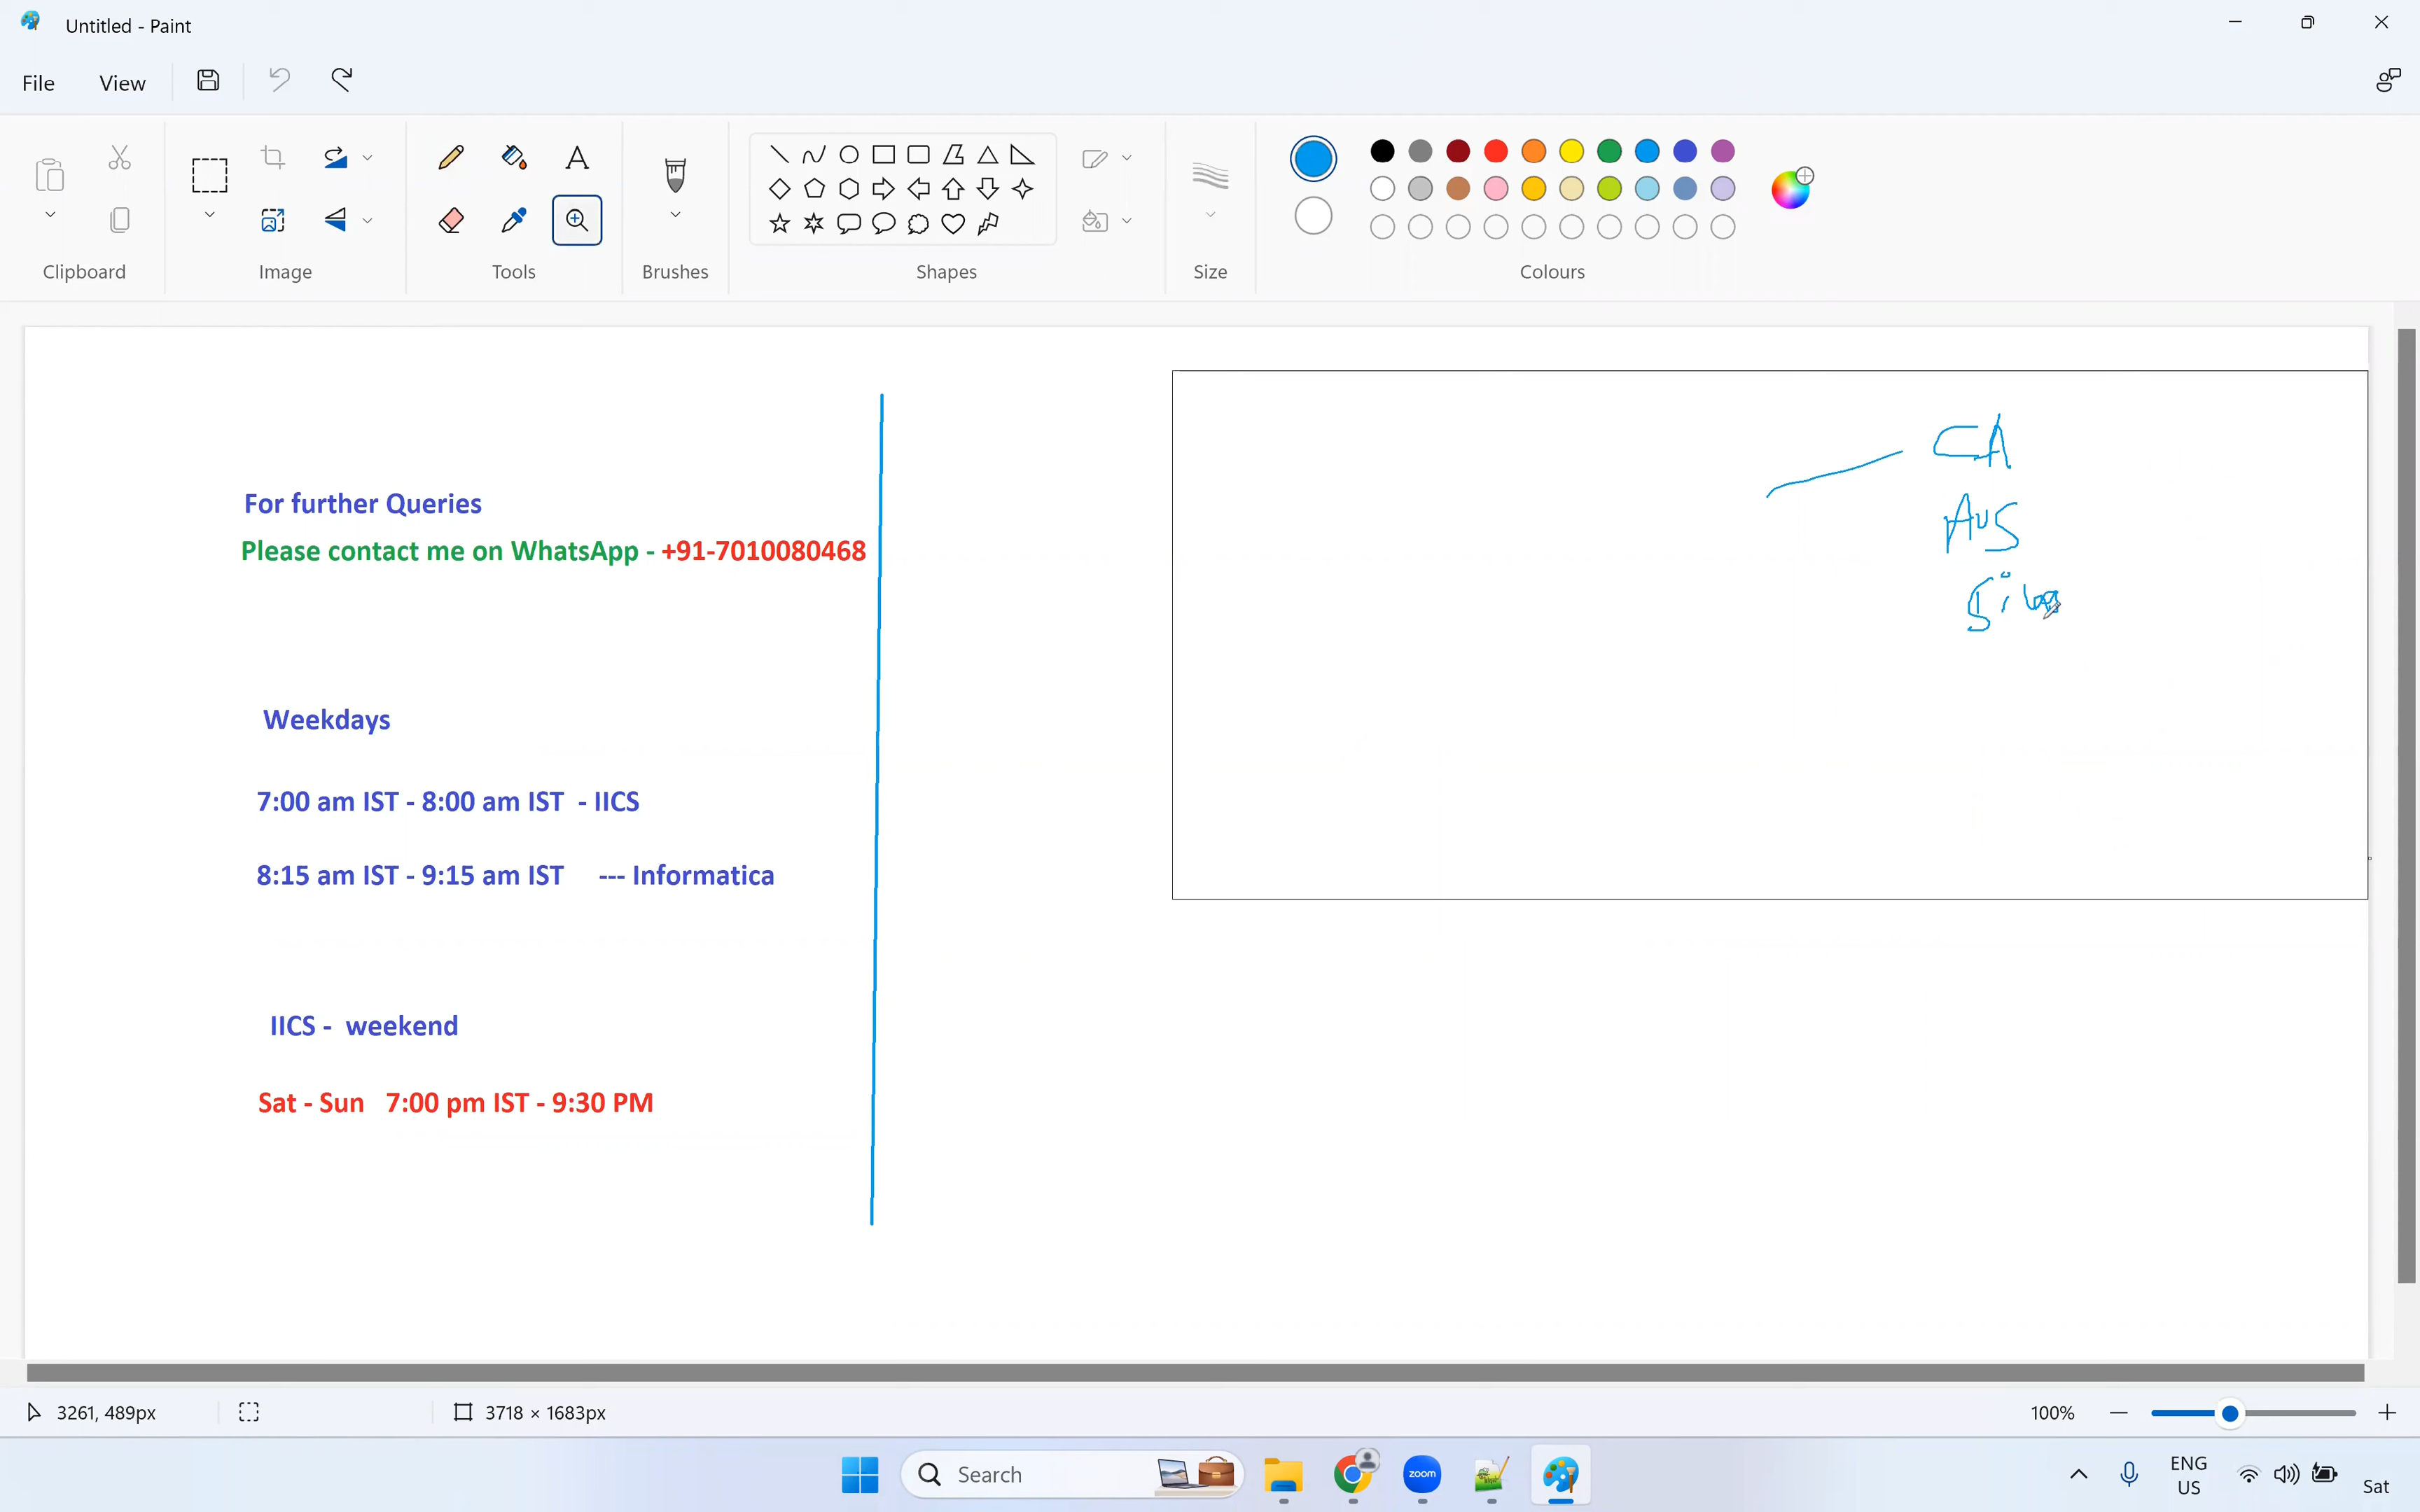 Untitled - Paint
File View
Clipboard Image Tools Brushes Shapes Size Colours
For further Queries
Please contact me on WhatsApp - +91-7010080468
Weekdays
7:00 am IST - 8:00 am IST - IICS
8:15 am IST - 9:15 am IST --- Informatica
IICS - weekend
Sat - Sun 7:00 pm IST - 9:30 PM
CA
AUS
3261, 489px 3718 × 1683px 100%
Search zoom ENG
US Sat